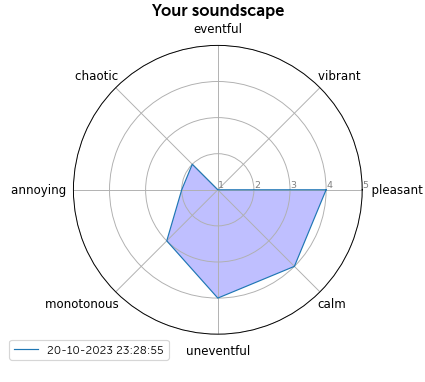 Your soundscape
eventful
chaotic
vibrant
annoying
1 2 3 4 5
pleasant
monotonous
calm
uneventful
20-10-2023 23:28:55